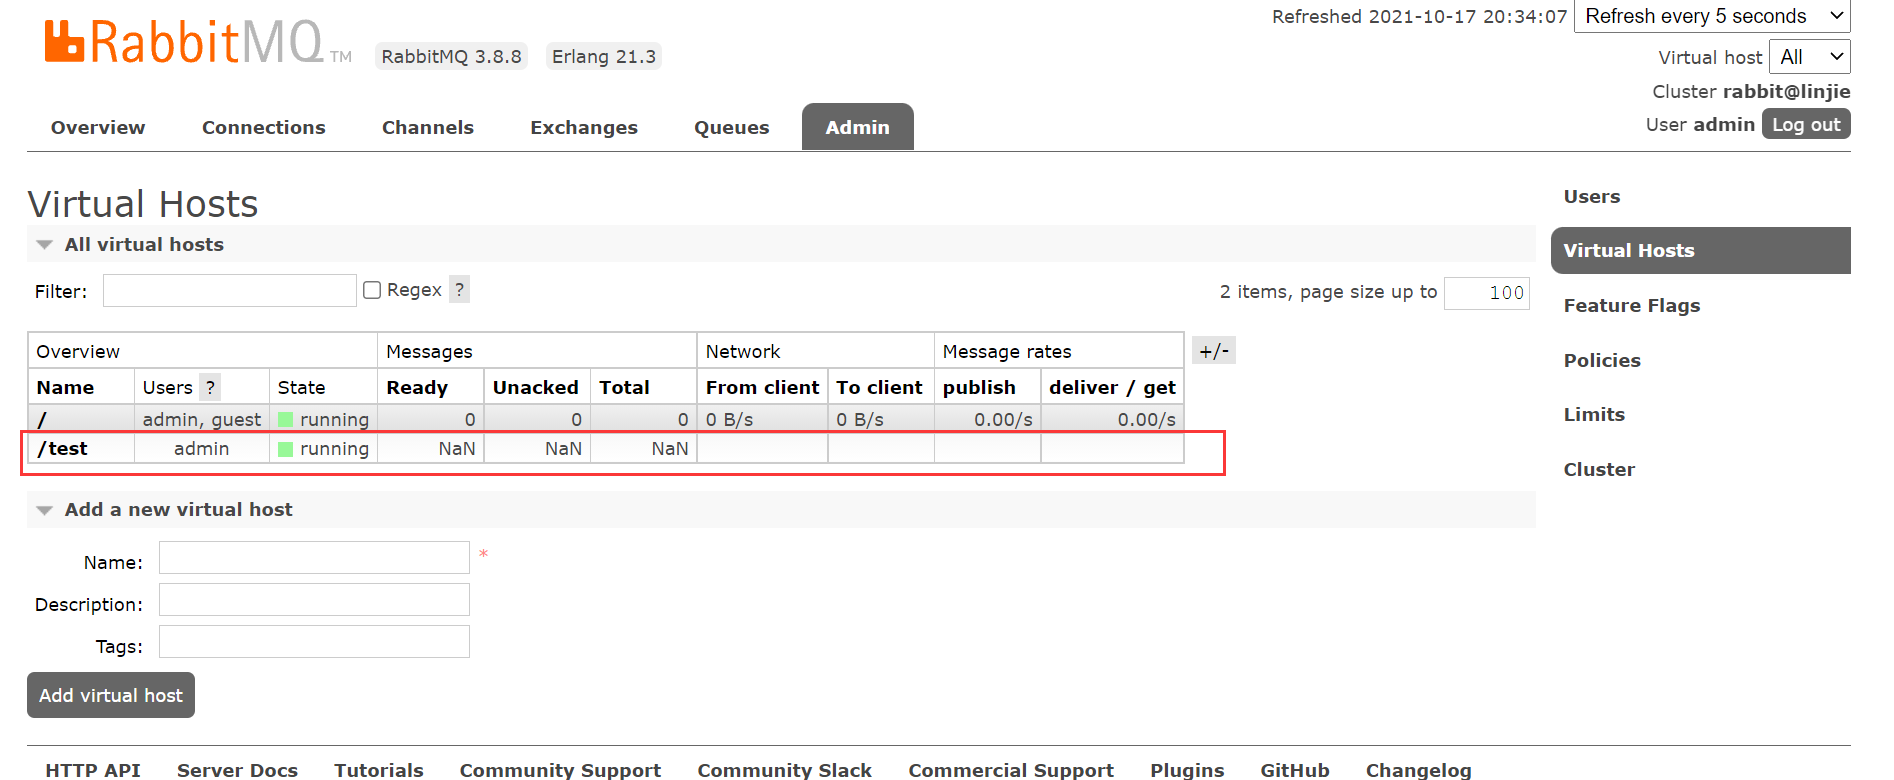 Refreshed 2021-10-17 20:34:07 Refresh every 5 seconds
RabbitMQ TM RabbitMQ 3.8.8 Erlang 21.3
Virtual host All
Cluster rabbit@linjie
User admin Log out
Overview Connections Channels Exchanges Queues Admin
Virtual Hosts
All virtual hosts
Filter: Regex ? 2 items, page size up to 100
Overview Messages Network Message rates +/-
Name Users ? State Ready Unacked Total From client To client publish deliver / get
/ admin, guest running 0 0 0 0 B/s 0 B/s 0.00/s 0.00/s
/test admin running NaN NaN NaN
Add a new virtual host
Name: *
Description:
Tags:
Add virtual host
Users
Virtual Hosts
Feature Flags
Policies
Limits
Cluster
HTTP API Server Docs Tutorials Community Support Community Slack Commercial Support Plugins GitHub Changelog